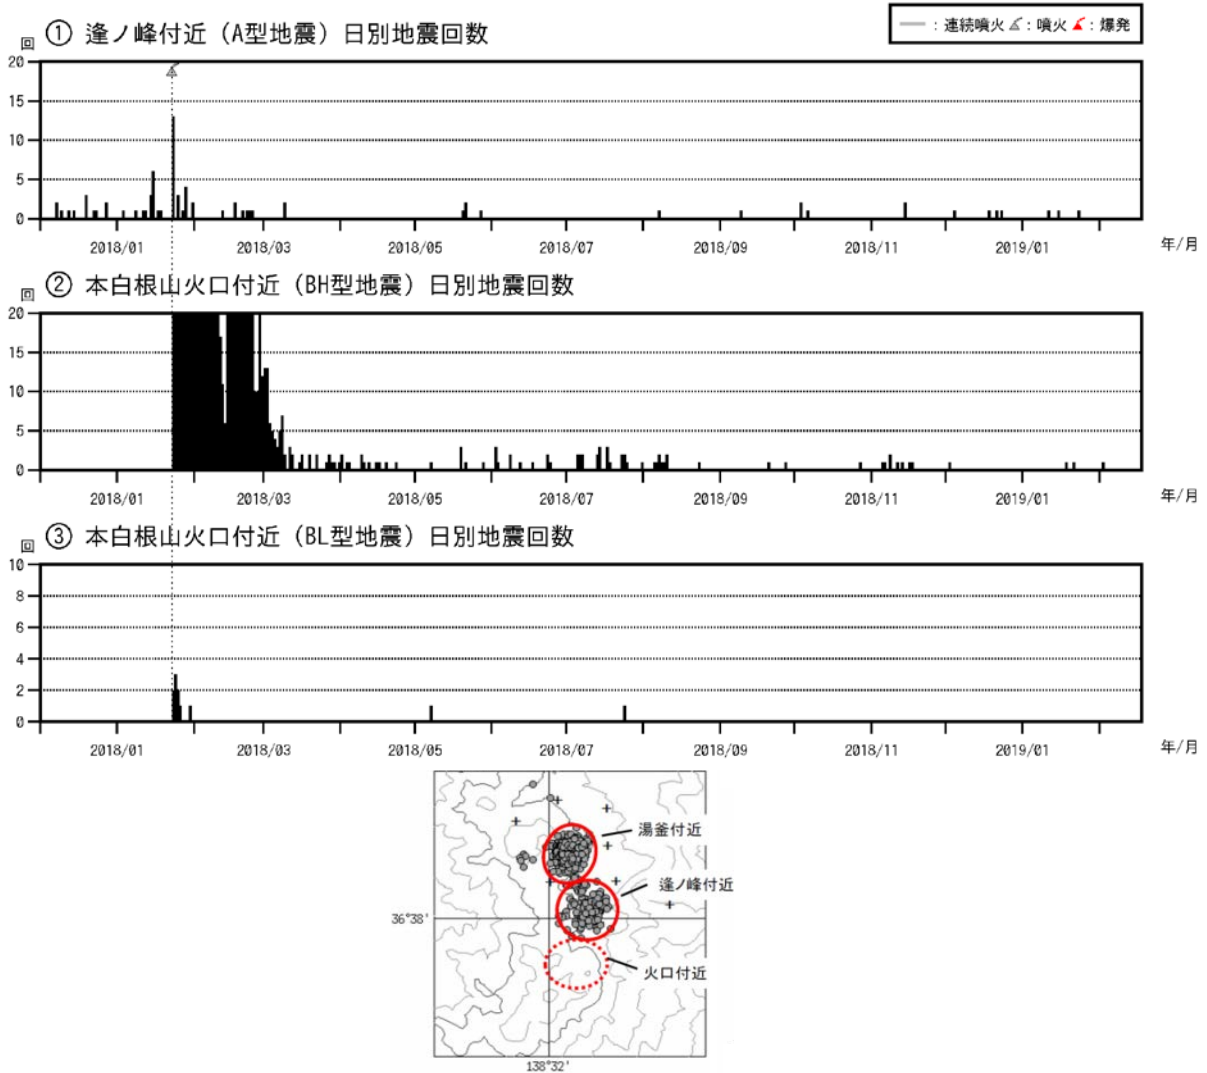 ━ : 連続噴火 : 噴火 : 爆発
① 逢ノ峰付近（A型地震）日別地震回数
回
20
15
10
5
0
2018/01 2018/03 2018/05 2018/07 2018/09 2018/11 2019/01 年/月
② 本白根山火口付近（BH型地震）日別地震回数
回
20
15
10
5
0
2018/01 2018/03 2018/05 2018/07 2018/09 2018/11 2019/01 年/月
③ 本白根山火口付近（BL型地震）日別地震回数
回
10
8
6
4
2
0
2018/01 2018/03 2018/05 2018/07 2018/09 2018/11 2019/01 年/月
湯釜付近
逢ノ峰付近
36°38'
火口付近
138°32'